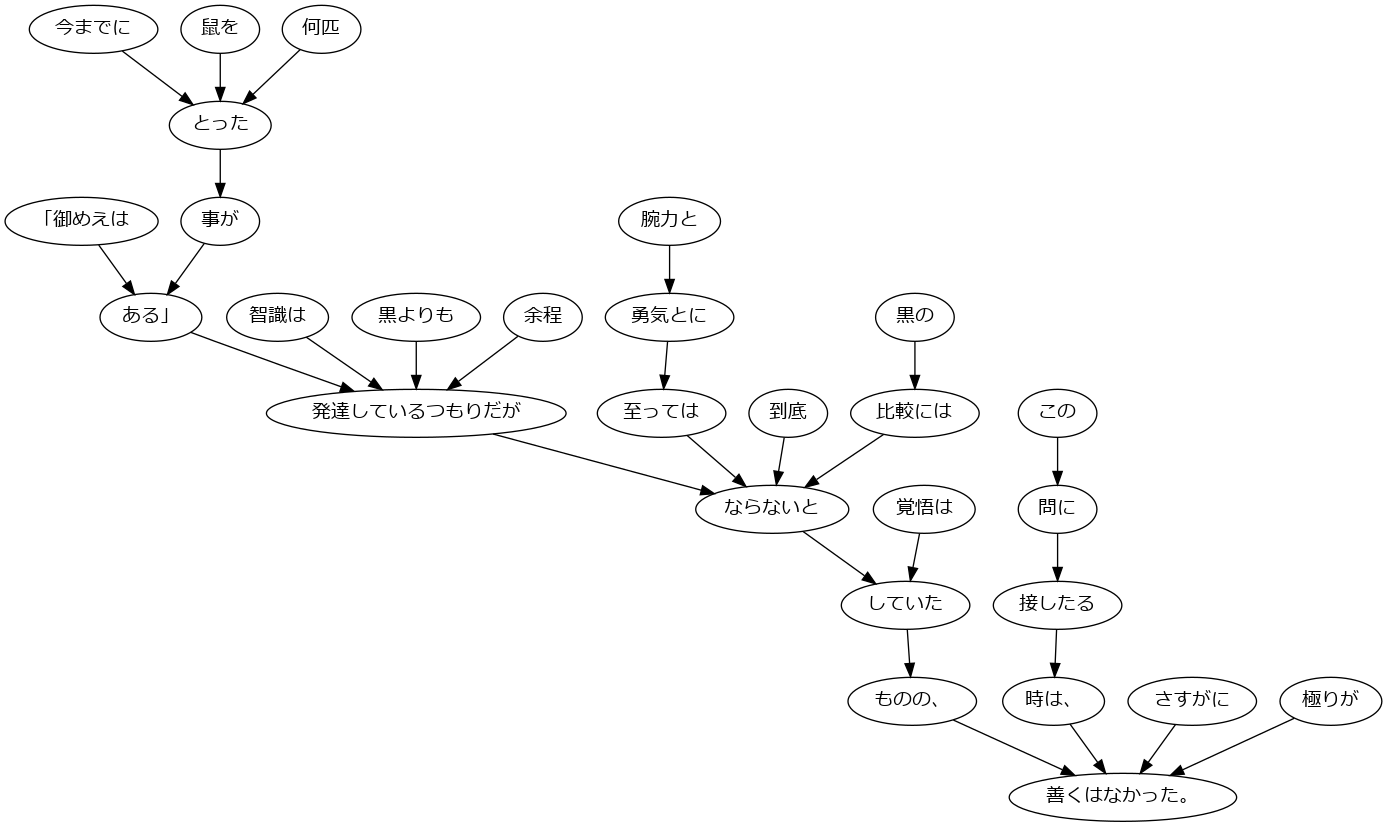 今までに
鼠を
何匹
とった
「御めえは
事が
腕力と
ある」
智識は
黒よりも
余程
勇気とに
黒の
発達しているつもりだが
至っては
到底
比較には
この
ならないと
覚悟は
問に
していた
接したる
ものの、
時は、
さすがに
極りが
善くはなかった。